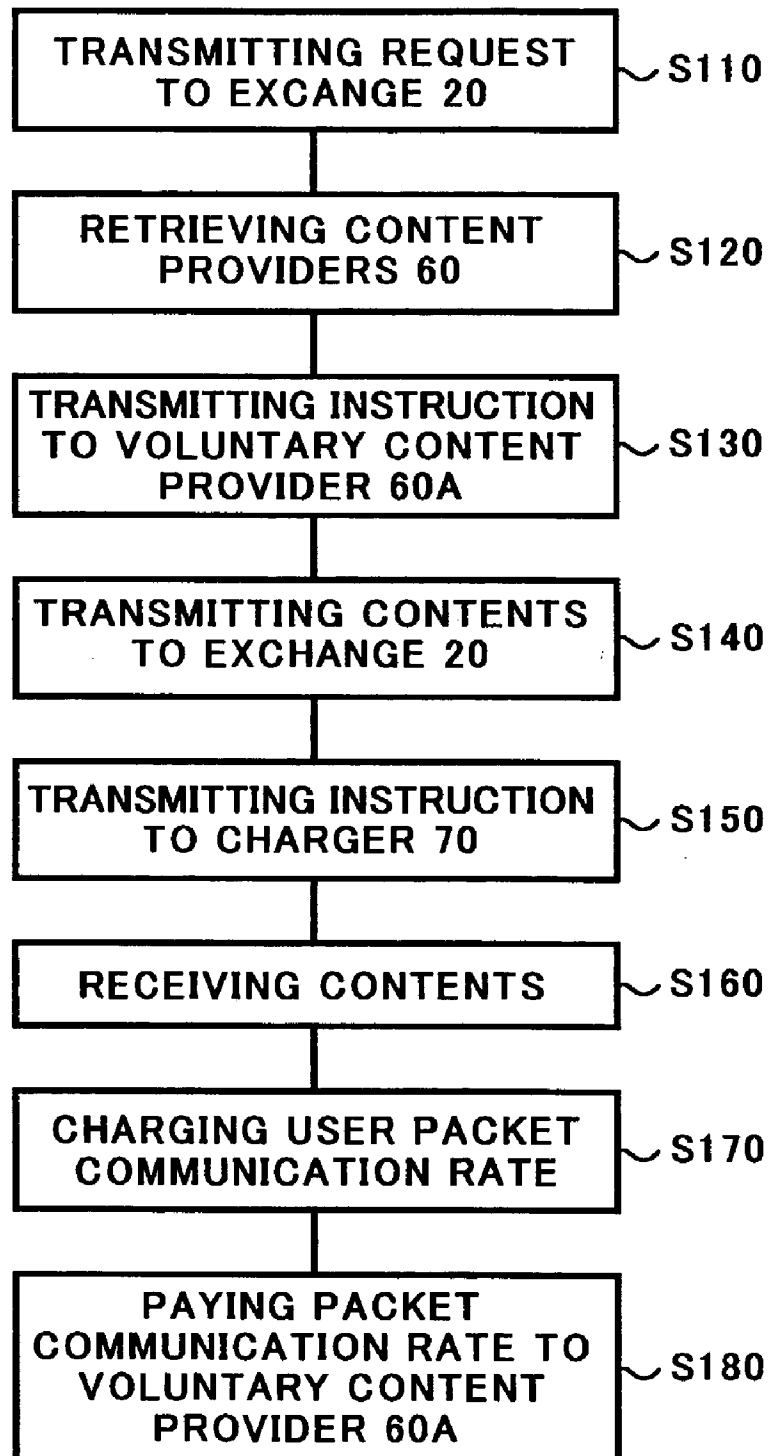 TRANSMITTING REQUEST
TO EXCANGE 20
S110
RETRIEVING CONTENT
PROVIDERS 60
S120
TRANSMITTING INSTRUCTION
TO VOLUNTARY CONTENT
PROVIDER 60A
S130
TRANSMITTING CONTENTS
TO EXCHANGE 20
S140
TRANSMITTING INSTRUCTION
TO CHARGER 70
S150
RECEIVING CONTENTS
S160
CHARGING USER PACKET
COMMUNICATION RATE
S170
PAYING PACKET
COMMUNICATION RATE TO
VOLUNTARY CONTENT
PROVIDER 60A
S180